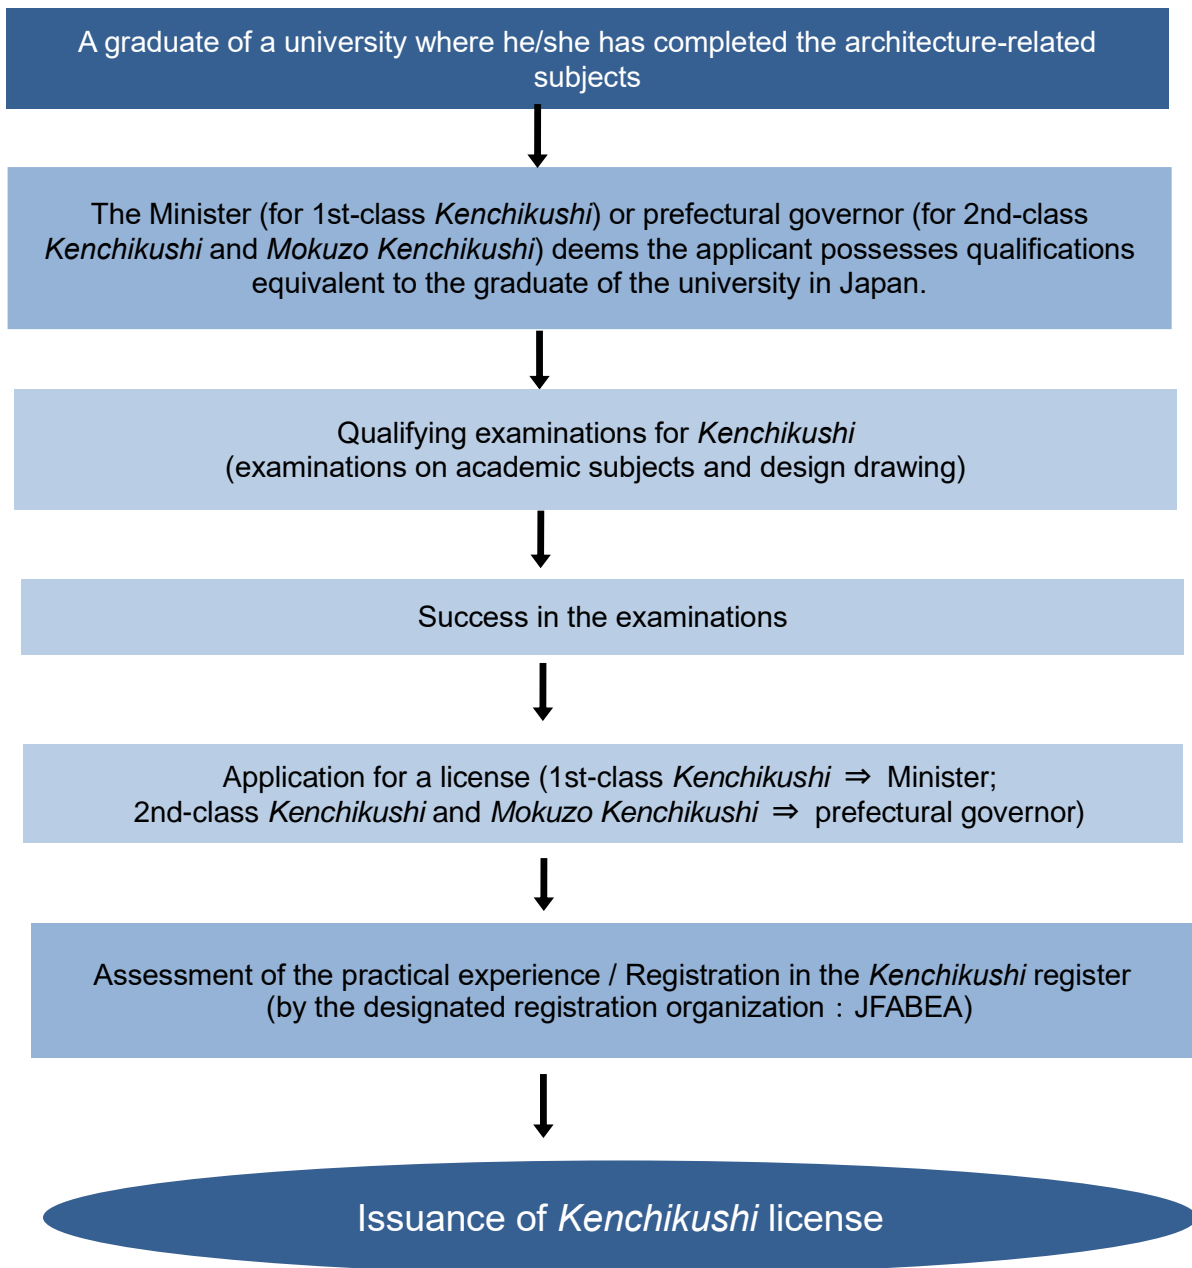 A graduate of a university where he/she has completed the architecture-related
subjects
The Minister (for 1st-class Kenchikushi) or prefectural governor (for 2nd-class
Kenchikushi and Mokuzo Kenchikushi) deems the applicant possesses qualifications
equivalent to the graduate of the university in Japan.
Qualifying examinations for Kenchikushi
(examinations on academic subjects and design drawing)
Success in the examinations
Application for a license (1st-class Kenchikushi ⇒ Minister;
2nd-class Kenchikushi and Mokuzo Kenchikushi ⇒ prefectural governor)
Assessment of the practical experience / Registration in the Kenchikushi register
(by the designated registration organization：JFABEA)
Issuance of Kenchikushi license